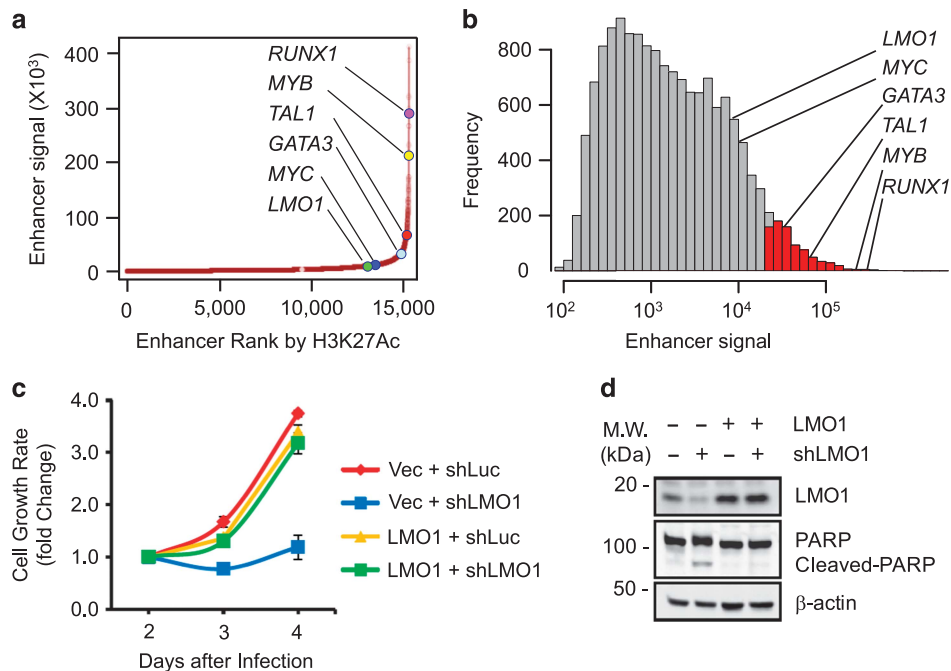 a
Enhancer signal (X10³)
400
300
200
100
0
RUNX1
MYB
TAL1
GATA3
MYC
LMO1
0 5,000 10,000 15,000
Enhancer Rank by H3K27Ac
b
Frequency
800
600
400
200
0
LMO1
MYC
GATA3
TAL1
MYB
RUNX1
10² 10³ 10⁴ 10⁵
Enhancer signal
c
Cell Growth Rate
(fold Change)
4.0
3.0
2.0
1.0
0.0
2 3 4
Days after Infection
Vec + shLuc
Vec + shLMO1
LMO1 + shLuc
LMO1 + shLMO1
d
M.W.
(kDa)
– – + + LMO1
– + – + shLMO1
20 -
LMO1
100 -
PARP
Cleaved-PARP
50 -
β-actin